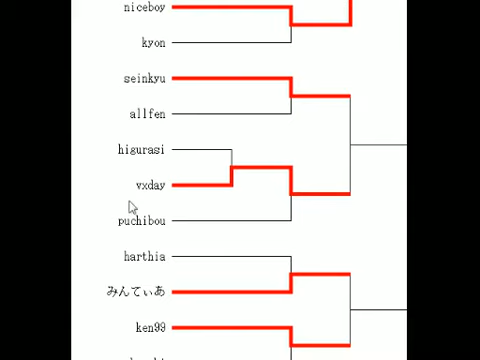 niceboy
kyon
seinkyu
allfen
higurasi
vxday
puchibou
harthia
みんてぃあ
ken99